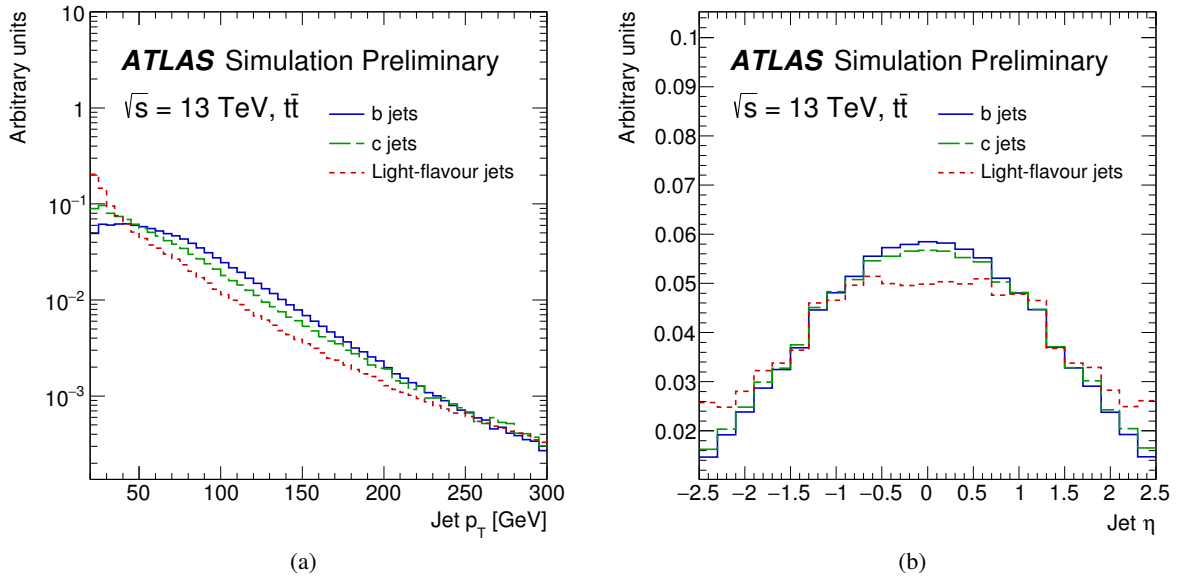 Arbitrary units
ATLAS Simulation Preliminary
√s = 13 TeV, tt̄
b jets
c jets
Light-flavour jets
10
1
10⁻¹
10⁻²
10⁻³
50 100 150 200 250 300
Jet p_T [GeV]
(a)
Arbitrary units
ATLAS Simulation Preliminary
√s = 13 TeV, tt̄
b jets
c jets
Light-flavour jets
0.1
0.09
0.08
0.07
0.06
0.05
0.04
0.03
0.02
−2.5 −2 −1.5 −1 −0.5 0 0.5 1 1.5 2 2.5
Jet η
(b)